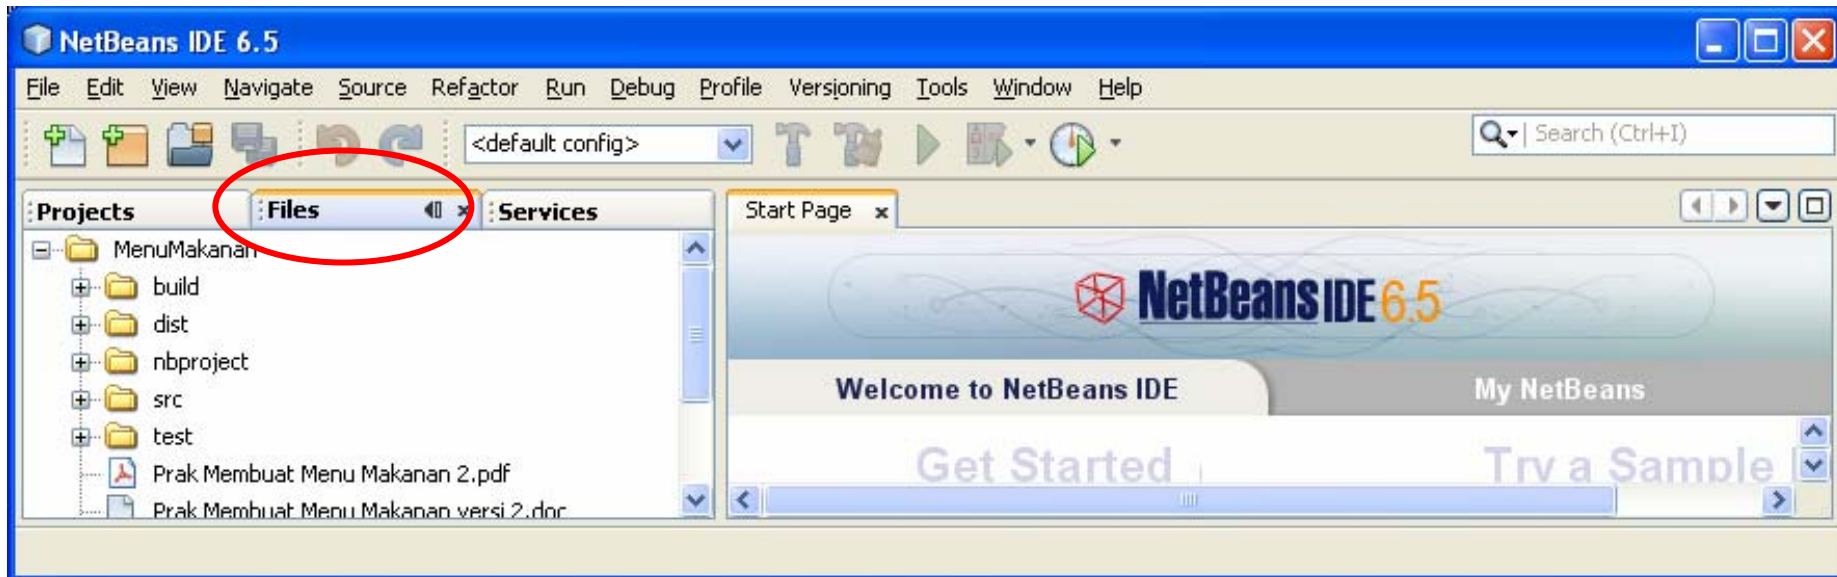 NetBeans IDE 6.5
File Edit View Navigate Source Refactor Run Debug Profile Versioning Tools Window Help
<default config>
Search (Ctrl+I)
Projects Files Services
Start Page
MenuMakanan
build
dist
nbproject
src
test
Prak Membuat Menu Makanan 2.pdf
Prak Membuat Menu Makanan versi 2.doc
NetBeans IDE 6.5
Welcome to NetBeans IDE
My NetBeans
Get Started
Try a Sample